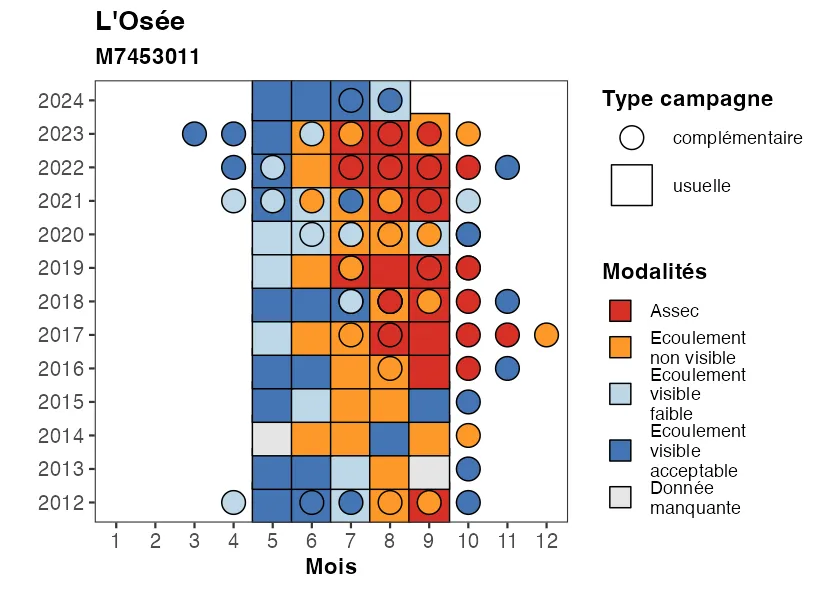 L'Osée
M7453011
2024
2023
2022
2021
2020
2019
2018
2017
2016
2015
2014
2013
2012
1 2 3 4 5 6 7 8 9 10 11 12
Mois
Type campagne
complémentaire
usuelle
Modalités
Assec
Ecoulement
non visible
Ecoulement
visible
faible
Ecoulement
visible
acceptable
Donnée
manquante